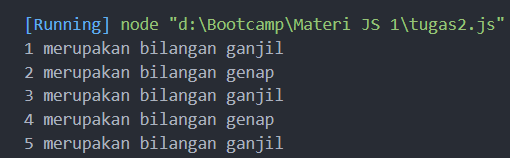 [Running] node "d:\Bootcamp\Materi JS 1\tugas2.js"
1 merupakan bilangan ganjil
2 merupakan bilangan genap
3 merupakan bilangan ganjil
4 merupakan bilangan genap
5 merupakan bilangan ganjil